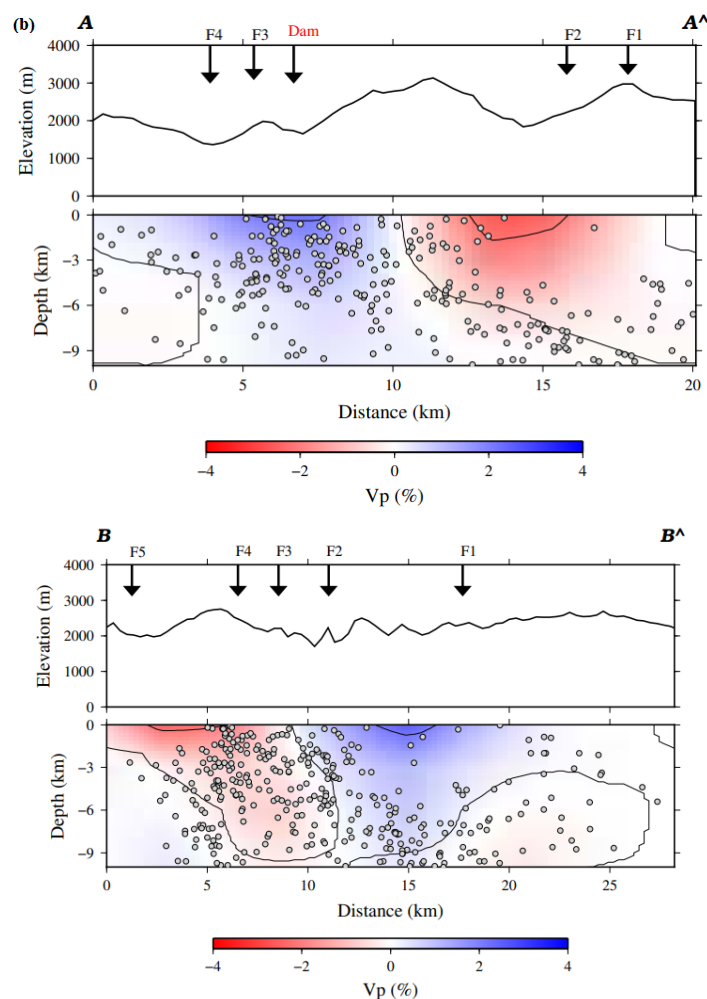 (b)
A A^
F4 F3 Dam F2 F1
4000
3000
2000
1000
0
Elevation (m)
0
−3
−6
−9
Depth (km)
0 5 10 15 20
Distance (km)
−4 −2 0 2 4
Vp (%)
B B^
F5 F4 F3 F2 F1
4000
3000
2000
1000
0
Elevation (m)
0
−3
−6
−9
Depth (km)
0 5 10 15 20 25
Distance (km)
−4 −2 0 2 4
Vp (%)